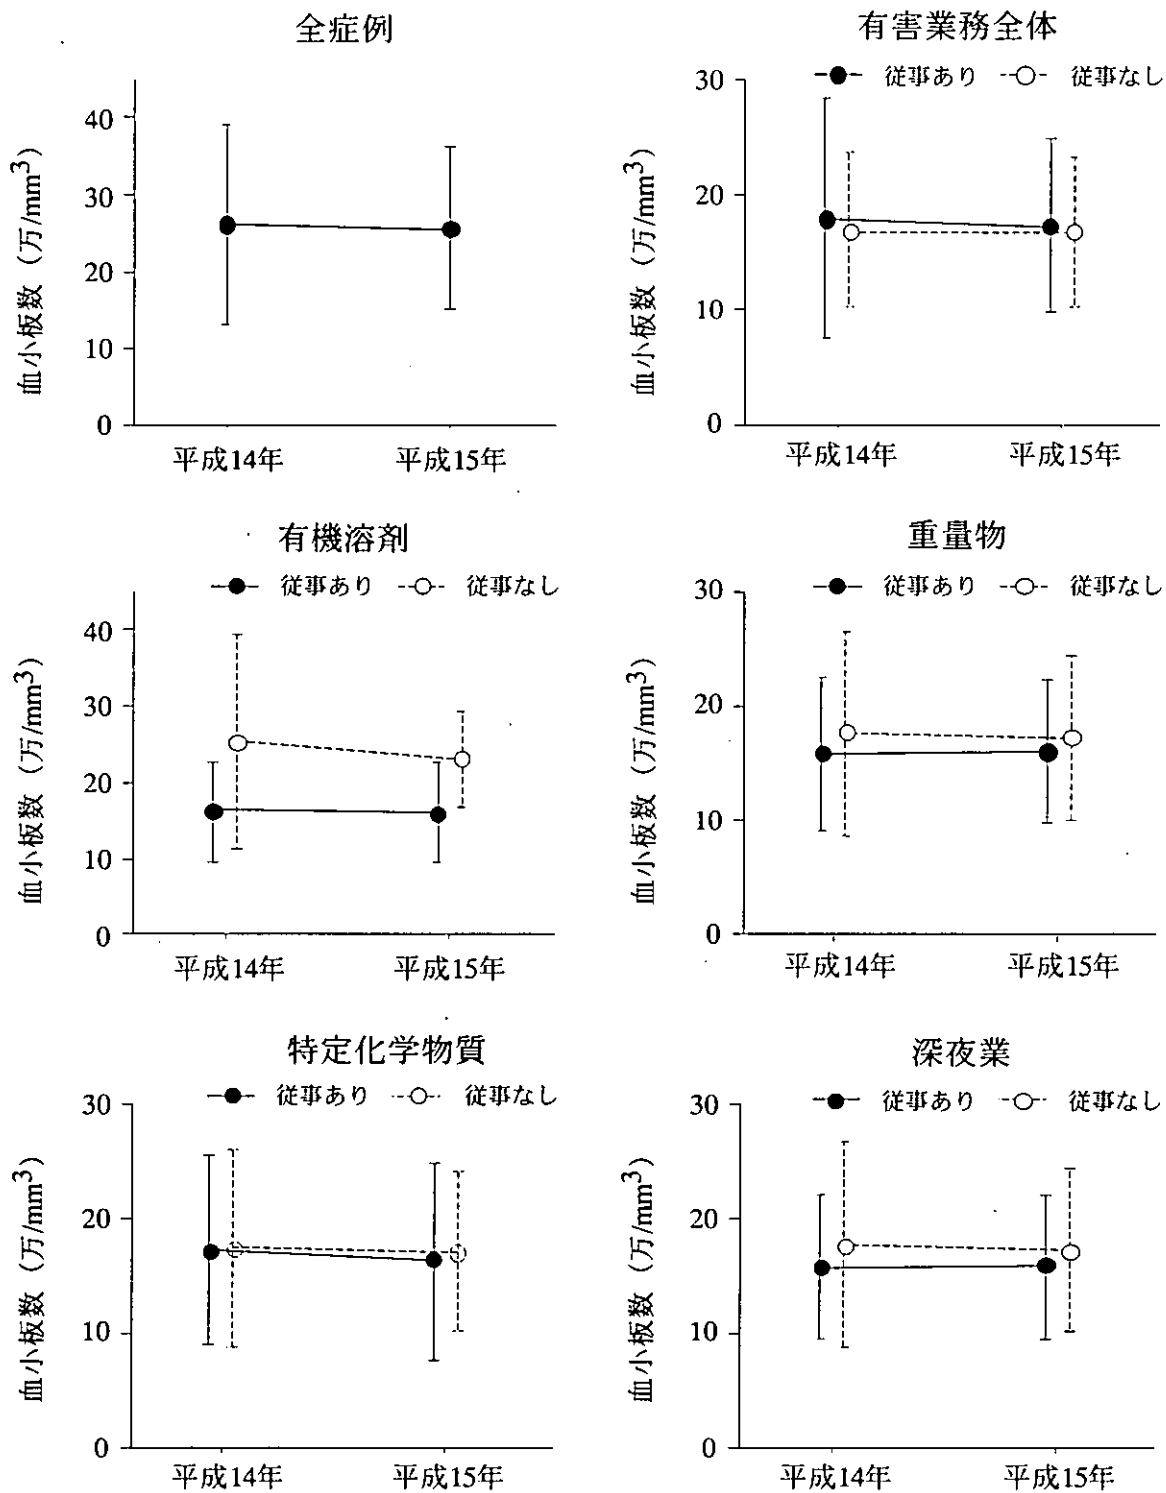 全症例
血小板数 (万/mm3)
40
30
20
10
0
平成14年 平成15年
有害業務全体
従事あり 従事なし
血小板数 (万/mm3)
30
20
10
0
平成14年 平成15年
有機溶剤
従事あり 従事なし
血小板数 (万/mm3)
40
30
20
10
0
平成14年 平成15年
重量物
従事あり 従事なし
血小板数 (万/mm3)
30
20
10
0
平成14年 平成15年
特定化学物質
従事あり 従事なし
血小板数 (万/mm3)
30
20
10
0
平成14年 平成15年
深夜業
従事あり 従事なし
血小板数 (万/mm3)
30
20
10
0
平成14年 平成15年